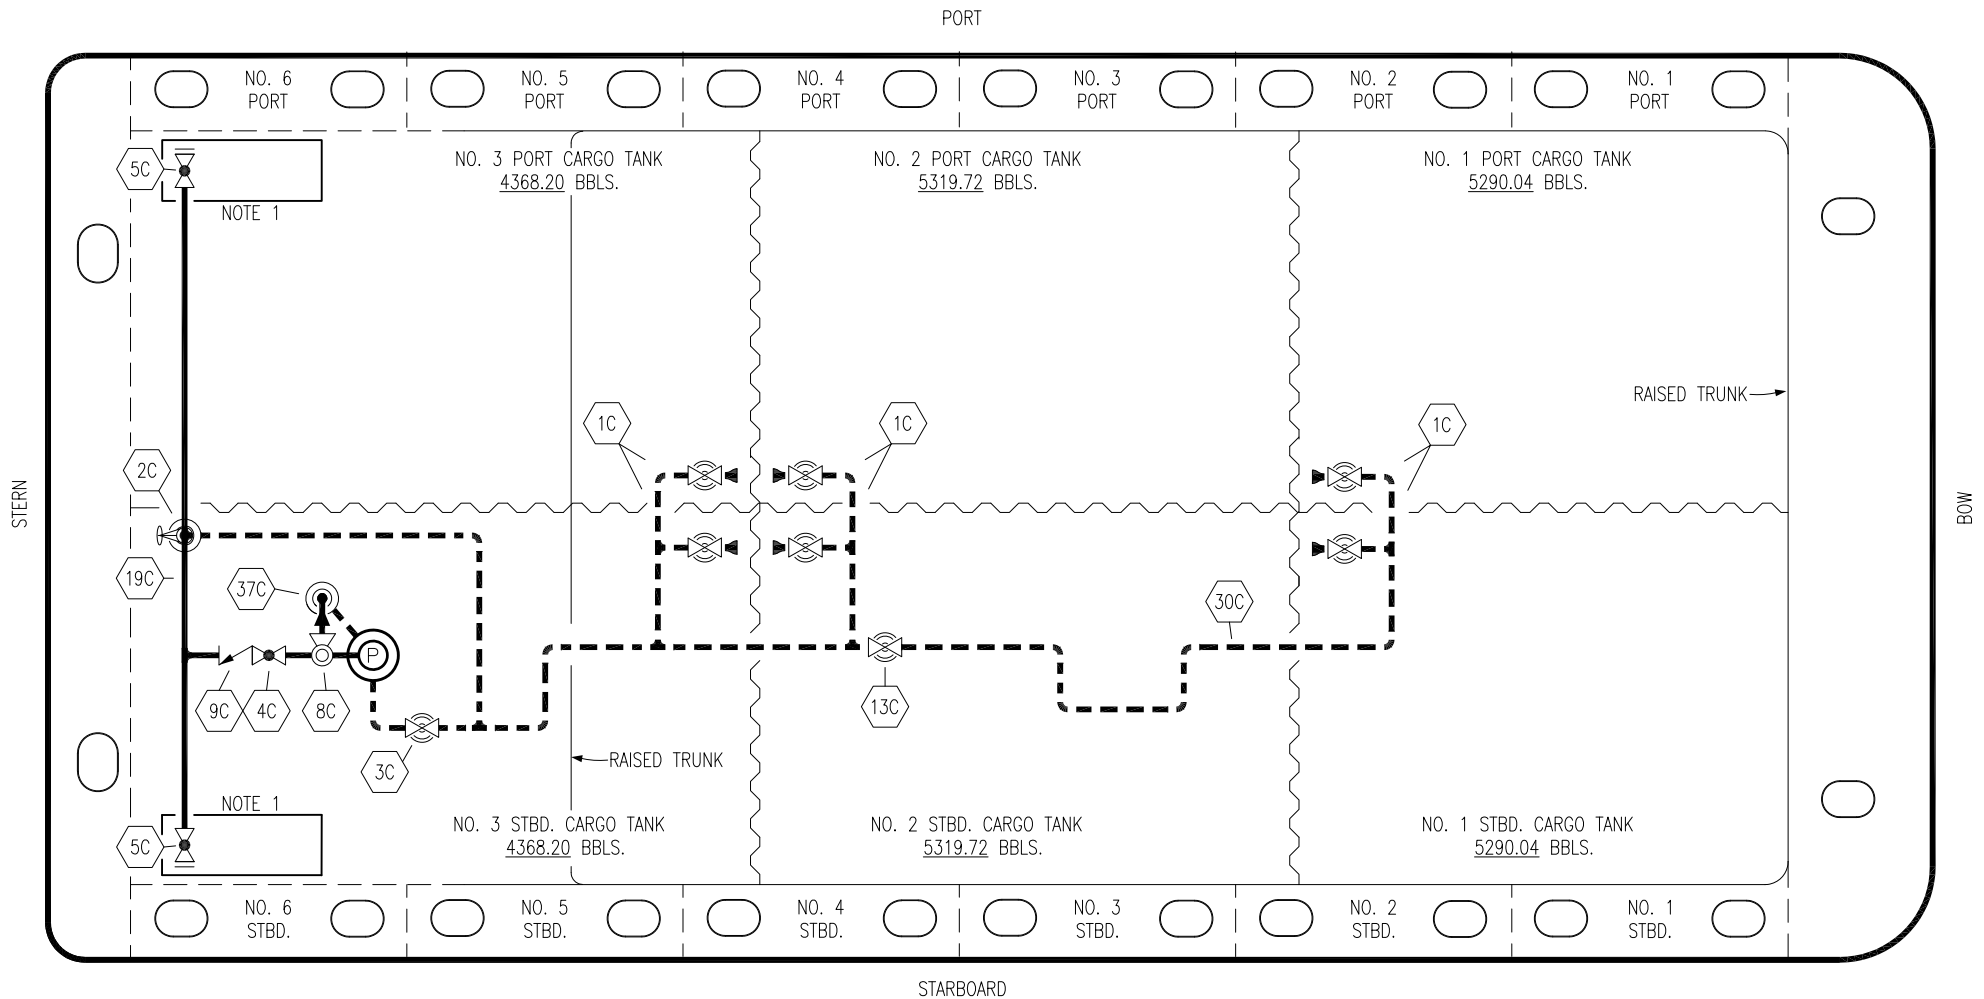 PORT
NO. 6
PORT
NO. 5
PORT
NO. 4
PORT
NO. 3
PORT
NO. 2
PORT
NO. 1
PORT
5C
NOTE 1
NO. 3 PORT CARGO TANK
4368.20 BBLS.
NO. 2 PORT CARGO TANK
5319.72 BBLS.
NO. 1 PORT CARGO TANK
5290.04 BBLS.
RAISED TRUNK
1C
1C
1C
2C
STERN
BOW
19C
37C
30C
P
9C
4C
8C
13C
3C
RAISED TRUNK
NOTE 1
5C
NO. 3 STBD. CARGO TANK
4368.20 BBLS.
NO. 2 STBD. CARGO TANK
5319.72 BBLS.
NO. 1 STBD. CARGO TANK
5290.04 BBLS.
NO. 6
STBD.
NO. 5
STBD.
NO. 4
STBD.
NO. 3
STBD.
NO. 2
STBD.
NO. 1
STBD.
STARBOARD